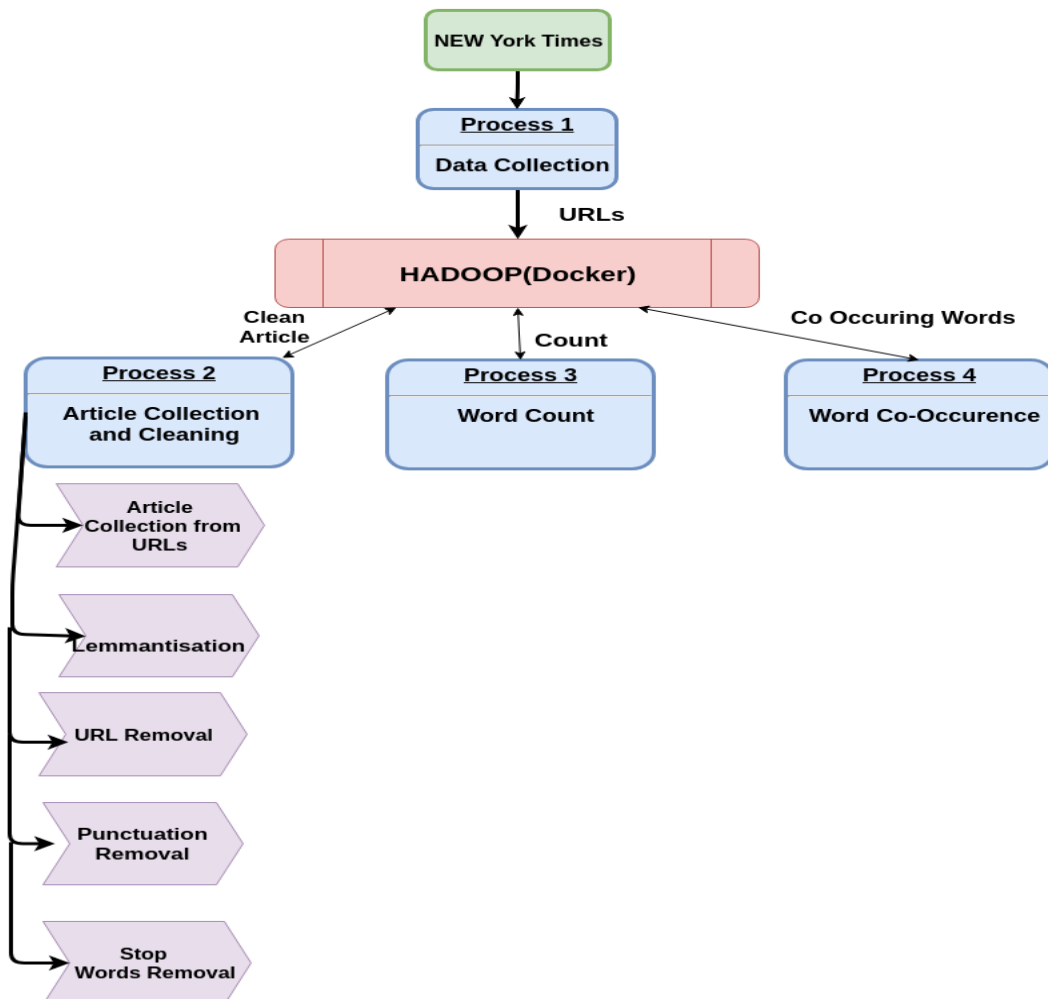 NEW York Times
Process 1
Data Collection
URLs
HADOOP(Docker)
Clean
Article
Count
Co Occuring Words
Process 2
Article Collection
and Cleaning
Process 3
Word Count
Process 4
Word Co-Occurence
Article
Collection from
URLs
Lemmantisation
URL Removal
Punctuation
Removal
Stop
Words Removal